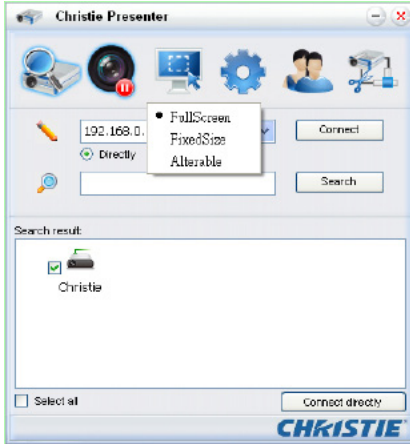 Christie Presenter
FullScreen
FixedSize
Alterable
192.168.0.
Connect
Directly
Search
Search result:
Christie
Select all
Connect directly
CHRISTIE